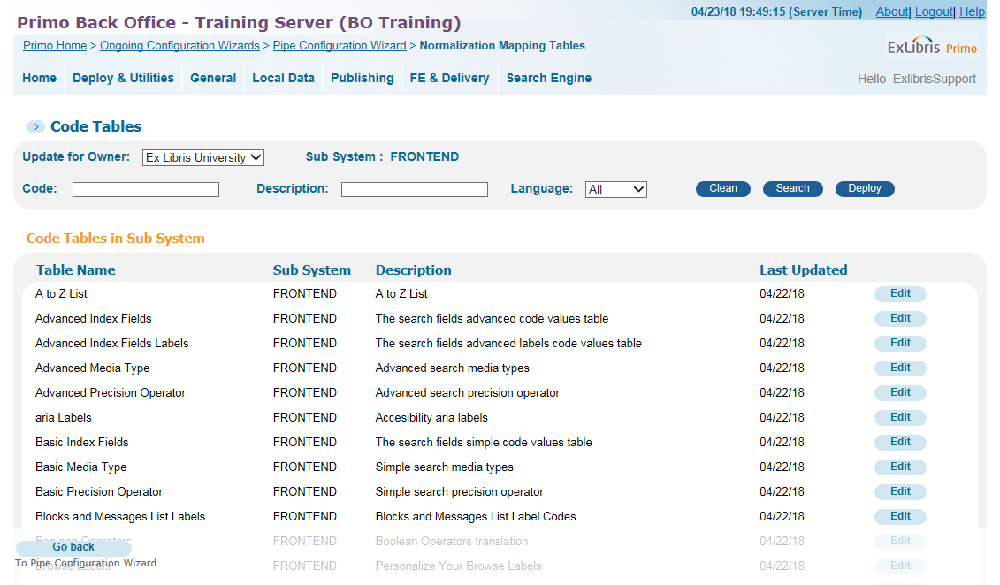 04/23/18 19:49:15 (Server Time) About| Logout| Help
Primo Back Office - Training Server (BO Training)
Primo Home > Ongoing Configuration Wizards > Pipe Configuration Wizard > Normalization Mapping Tables
ExLibris Primo
Home Deploy & Utilities General Local Data Publishing FE & Delivery Search Engine
Hello ExlibrisSupport
Code Tables
Update for Owner: Ex Libris University Sub System : FRONTEND
Code: Description: Language: All Clean Search Deploy
Code Tables in Sub System
Table Name Sub System Description Last Updated
A to Z List FRONTEND A to Z List 04/22/18 Edit
Advanced Index Fields FRONTEND The search fields advanced code values table 04/22/18 Edit
Advanced Index Fields Labels FRONTEND The search fields advanced labels code values table 04/22/18 Edit
Advanced Media Type FRONTEND Advanced search media types 04/22/18 Edit
Advanced Precision Operator FRONTEND Advanced search precision operator 04/22/18 Edit
aria Labels FRONTEND Accesibility aria labels 04/22/18 Edit
Basic Index Fields FRONTEND The search fields simple code values table 04/22/18 Edit
Basic Media Type FRONTEND Simple search media types 04/22/18 Edit
Basic Precision Operator FRONTEND Simple search precision operator 04/22/18 Edit
Blocks and Messages List Labels FRONTEND Blocks and Messages List Label Codes 04/22/18 Edit
Boolean Operators FRONTEND Boolean Operators translation 04/22/18 Edit
Go back
To Pipe Configuration Wizard
Browse Labels FRONTEND Personalize Your Browse Labels 04/22/18 Edit